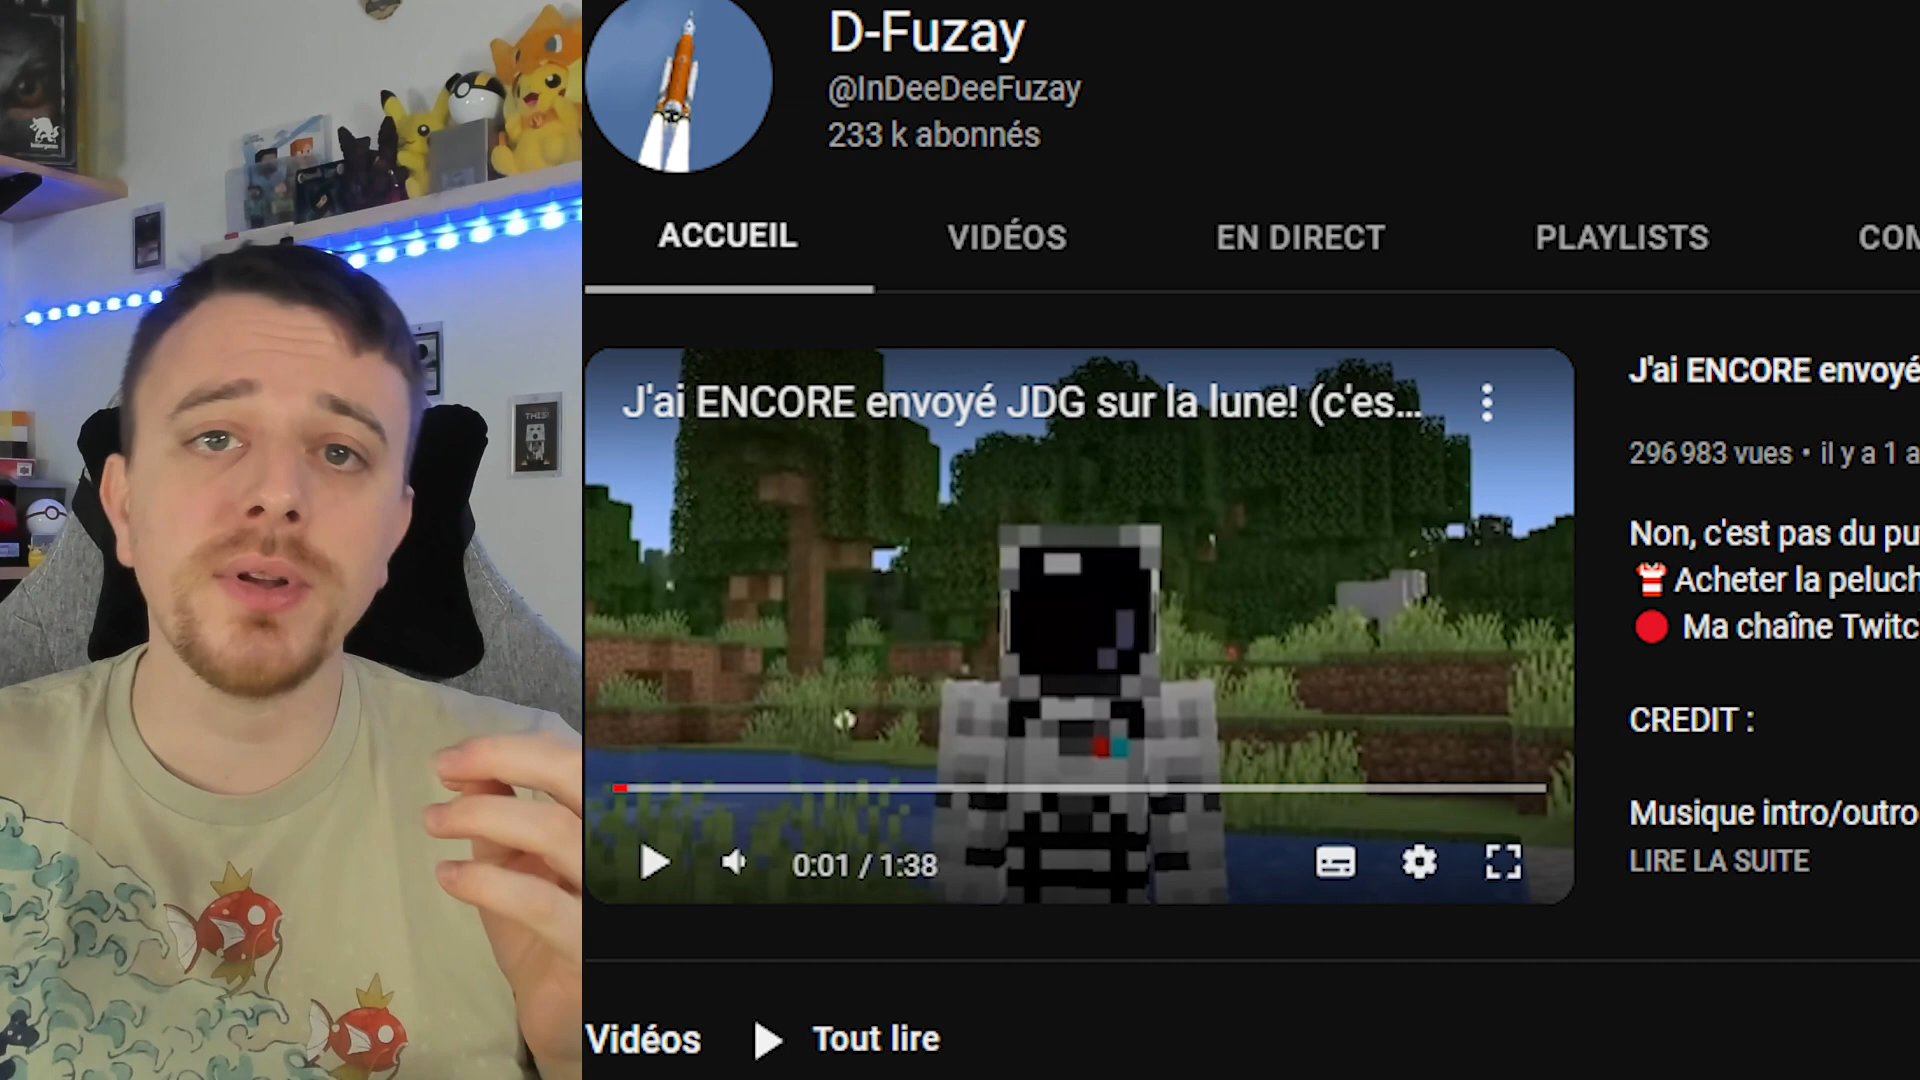 D-Fuzay
@InDeeDeeFuzay
233 k abonnés
ACCUEIL VIDÉOS EN DIRECT PLAYLISTS COM
J'ai ENCORE envoyé JDG sur la lune! (c'es...
J'ai ENCORE envoyé
296 983 vues • il y a 1 a
Non, c'est pas du pu
Acheter la peluch
Ma chaîne Twitc
CREDIT :
Musique intro/outro
LIRE LA SUITE
0:01 / 1:38
Vidéos Tout lire
THIS!